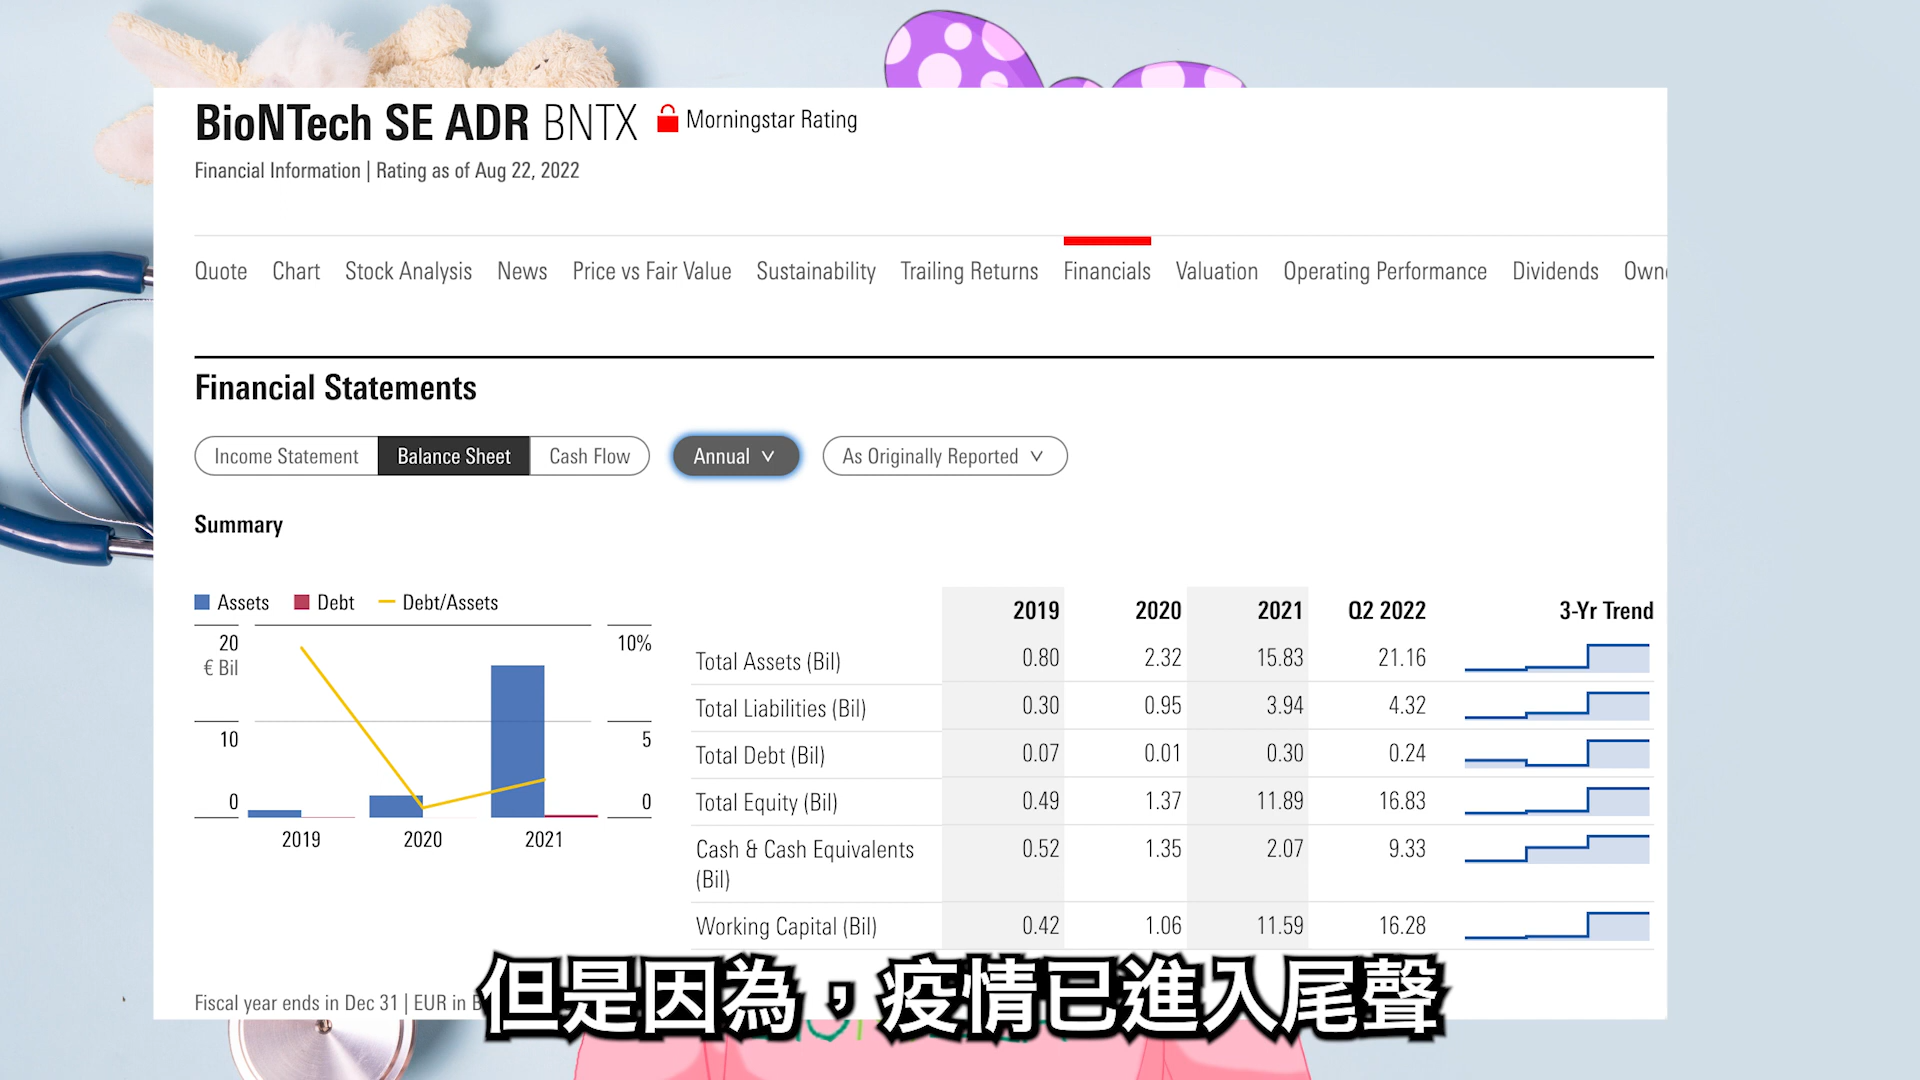 BioNTech SE ADR BNTX Morningstar Rating
Financial Information | Rating as of Aug 22, 2022
Quote Chart Stock Analysis News Price vs Fair Value Sustainability Trailing Returns Financials Valuation Operating Performance Dividends
Financial Statements
Income Statement Balance Sheet Cash Flow Annual As Originally Reported
Summary
Assets Debt Debt/Assets
20 10%
€ Bil
10 5
0 0
2019 2020 2021
2019 2020 2021 Q2 2022 3-Yr Trend
Total Assets (Bil) 0.80 2.32 15.83 21.16
Total Liabilities (Bil) 0.30 0.95 3.94 4.32
Total Debt (Bil) 0.07 0.01 0.30 0.24
Total Equity (Bil) 0.49 1.37 11.89 16.83
Cash & Cash Equivalents 0.52 1.35 2.07 9.33
(Bil)
Working Capital (Bil) 0.42 1.06 11.59 16.28
Fiscal year ends in Dec 31 | EUR in
但是因為，疫情已進入尾聲